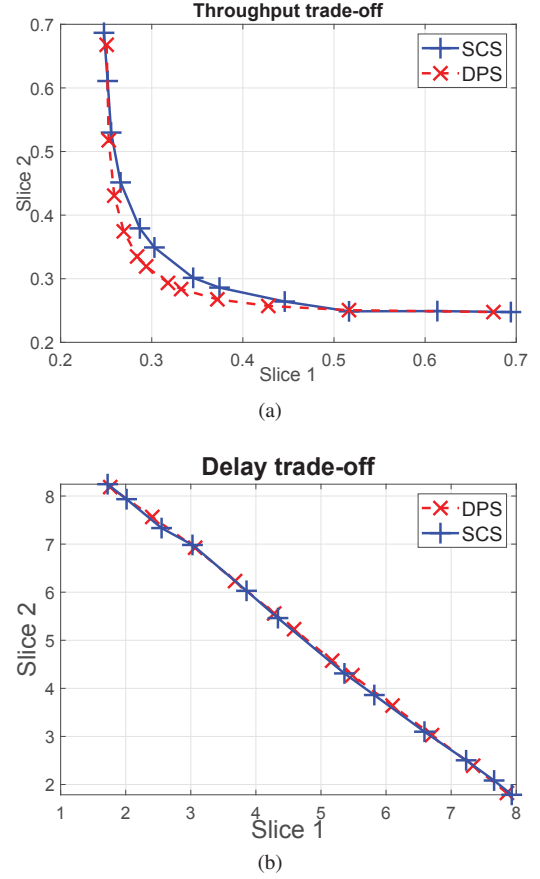 Throughput trade-off
0.7
0.6
0.5
0.4
0.3
0.2
Slice 2
SCS
DPS
0.2 0.3 0.4 0.5 0.6 0.7
Slice 1
(a)
Delay trade-off
8
7
6
5
4
3
2
Slice 2
DPS
SCS
1 2 3 4 5 6 7 8
Slice 1
(b)